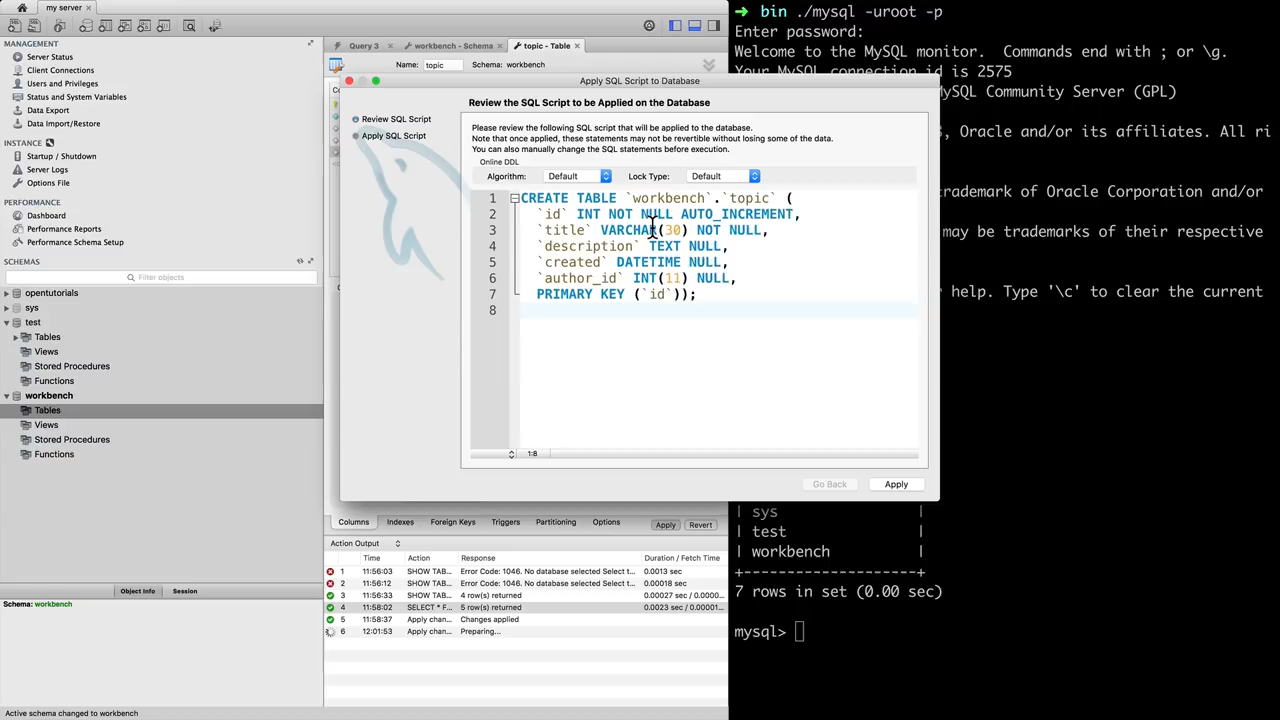 my server
MANAGEMENT
Server Status
Client Connections
Users and Privileges
Status and System Variables
Data Export
Data Import/Restore
INSTANCE
Startup / Shutdown
Server Logs
Options File
PERFORMANCE
Dashboard
Performance Reports
Performance Schema Setup
SCHEMAS
Filter objects
opentutorials
sys
test
Tables
Views
Stored Procedures
Functions
workbench
Tables
Views
Stored Procedures
Functions
Object Info Session
Schema: workbench
Active schema changed to workbench
Query 3 workbench - Schema topic - Table
Name: topic Schema: workbench
Apply SQL Script to Database
Review SQL Script
Apply SQL Script
Review the SQL Script to be Applied on the Database
Please review the following SQL script that will be applied to the database.
Note that once applied, these statements may not be revertible without losing some of the data.
You can also manually change the SQL statements before execution.
Online DDL
Algorithm: Default Lock Type: Default
1 CREATE TABLE `workbench`.`topic` (
2 `id` INT NOT NULL AUTO_INCREMENT,
3 `title` VARCHAR(30) NOT NULL,
4 `description` TEXT NULL,
5 `created` DATETIME NULL,
6 `author_id` INT(11) NULL,
7 PRIMARY KEY (`id`));
8
1:8
Go Back Apply
Columns Indexes Foreign Keys Triggers Partitioning Options Apply Revert
Action Output
Time Action Response Duration / Fetch Time
1 11:56:03 SHOW TAB... Error Code: 1046. No database selected Select t... 0.0013 sec
2 11:56:12 SHOW TAB... Error Code: 1046. No database selected Select t... 0.00018 sec
3 11:56:33 SHOW TAB... 4 row(s) returned 0.00027 sec / 0.0000...
4 11:58:02 SELECT * F... 5 row(s) returned 0.0023 sec / 0.00001...
5 11:58:37 Apply chan... Changes applied
6 12:01:53 Apply chan... Preparing...
➜ bin ./mysql -uroot -p
Enter password:
Welcome to the MySQL monitor. Commands end with ; or \g.
Your MySQL connection id is 2575
MySQL Community Server (GPL)
, Oracle and/or its affiliates. All ri
trademark of Oracle Corporation and/or
may be trademarks of their respective
help. Type '\c' to clear the current
| sys |
| test |
| workbench |
+--------------------+
7 rows in set (0.00 sec)
mysql>